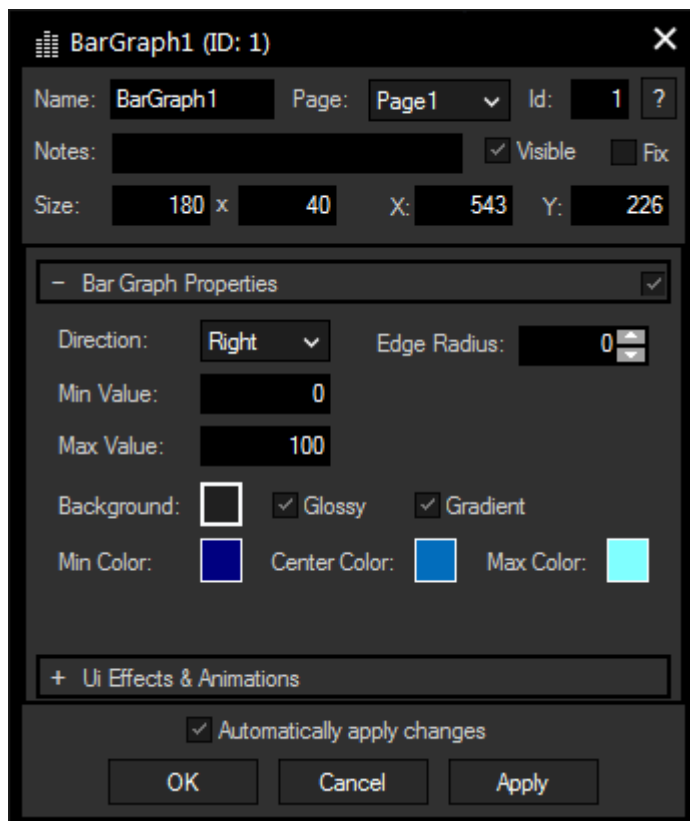 BarGraph1 (ID: 1)
Name: BarGraph1 Page: Page1 Id: 1 ?
Notes: Visible Fix
Size: 180 x 40 X: 543 Y: 226
− Bar Graph Properties
Direction: Right Edge Radius: 0
Min Value: 0
Max Value: 100
Background: Glossy Gradient
Min Color: Center Color: Max Color:
+ Ui Effects & Animations
Automatically apply changes
OK Cancel Apply